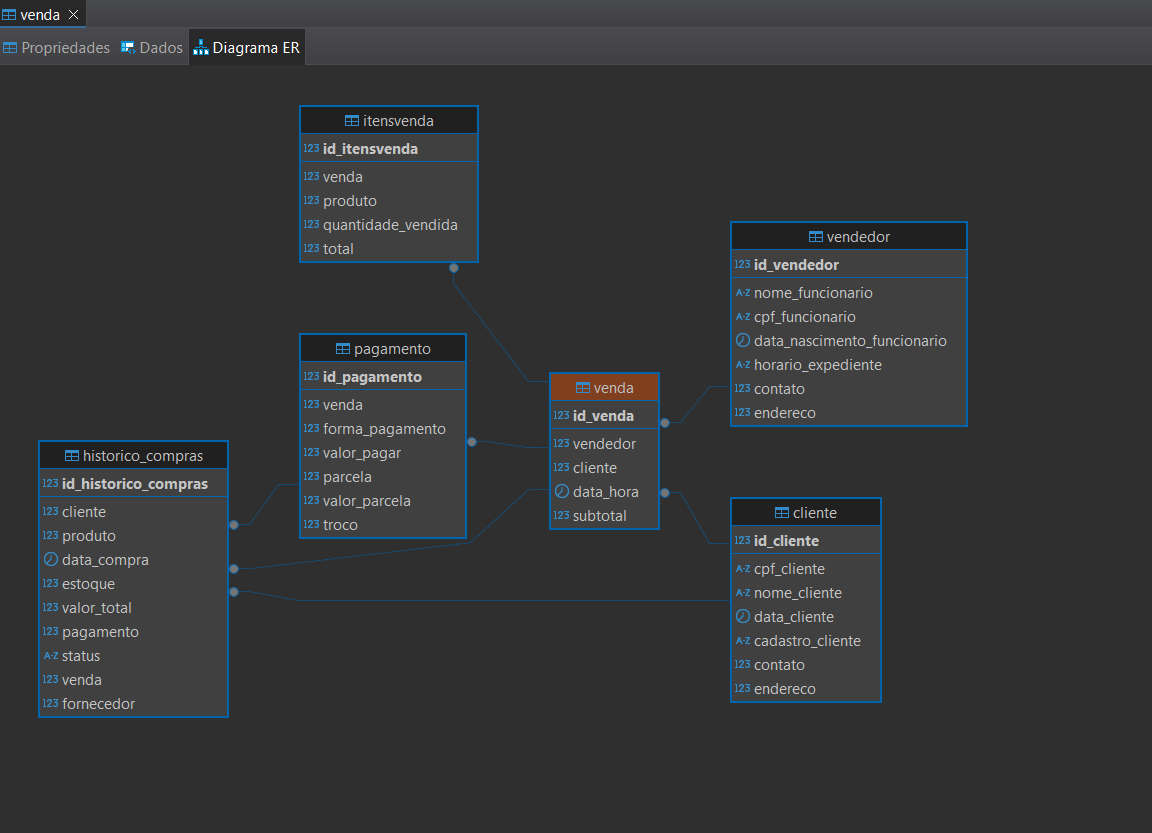 venda
Propriedades Dados Diagrama ER
itensvenda
123 id_itensvenda
123 venda
123 produto
123 quantidade_vendida
123 total
vendedor
123 id_vendedor
A-Z nome_funcionario
A-Z cpf_funcionario
data_nascimento_funcionario
A-Z horario_expediente
123 contato
123 endereco
pagamento
123 id_pagamento
123 venda
123 forma_pagamento
123 valor_pagar
123 parcela
123 valor_parcela
123 troco
venda
123 id_venda
123 vendedor
123 cliente
data_hora
123 subtotal
historico_compras
123 id_historico_compras
123 cliente
123 produto
data_compra
123 estoque
123 valor_total
123 pagamento
A-Z status
123 venda
123 fornecedor
cliente
123 id_cliente
A-Z cpf_cliente
A-Z nome_cliente
data_cliente
A-Z cadastro_cliente
123 contato
123 endereco